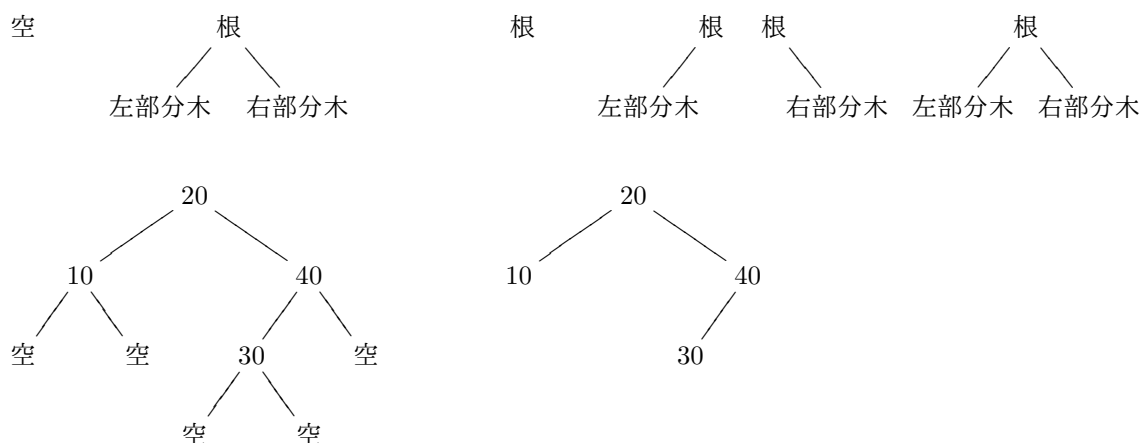 空 根 根 根 根 根
左部分木 右部分木 左部分木 右部分木 左部分木 右部分木
20 20
10 40 10 40
空 空 30 空 30
空 空